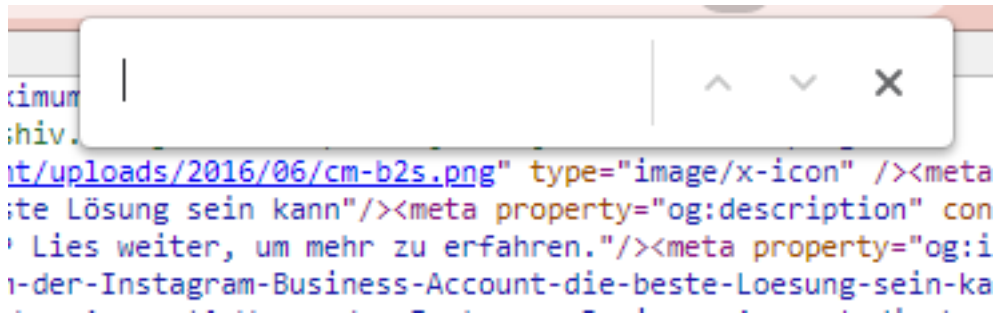 ximum
shiv.
nt/uploads/2016/06/cm-b2s.png" type="image/x-icon" /><meta
ste Lösung sein kann"/><meta property="og:description" con
Lies weiter, um mehr zu erfahren."/><meta property="og:i
n-der-Instagram-Business-Account-die-beste-Loesung-sein-ka